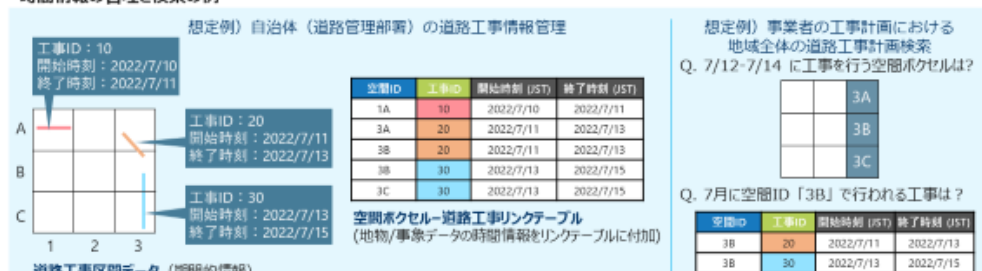 想定例）自治体（道路管理部署）の道路工事情報管理
工事ID：10
開始時刻：2022/7/10
終了時刻：2022/7/11
工事ID：20
開始時刻：2022/7/11
終了時刻：2022/7/13
工事ID：30
開始時刻：2022/7/13
終了時刻：2022/7/15
A
B
C
1 2 3
空間ID 工事ID 開始時刻 (JST) 終了時刻 (JST)
1A 10 2022/7/10 2022/7/11
3A 20 2022/7/11 2022/7/13
3B 20 2022/7/11 2022/7/13
3B 30 2022/7/13 2022/7/15
3C 30 2022/7/13 2022/7/15
空間ボクセルー道路工事リンクテーブル
(地物/事象データの時間情報をリンクテーブルに付加)
想定例）事業者の工事計画における
地域全体の道路工事計画検索
Q. 7/12-7/14 に工事を行う空間ボクセルは?
3A
3B
3C
Q. 7月に空間ID「3B」で行われる工事は？
空間ID 工事ID 開始時刻 (JST) 終了時刻 (JST)
3B 20 2022/7/11 2022/7/13
3B 30 2022/7/13 2022/7/15